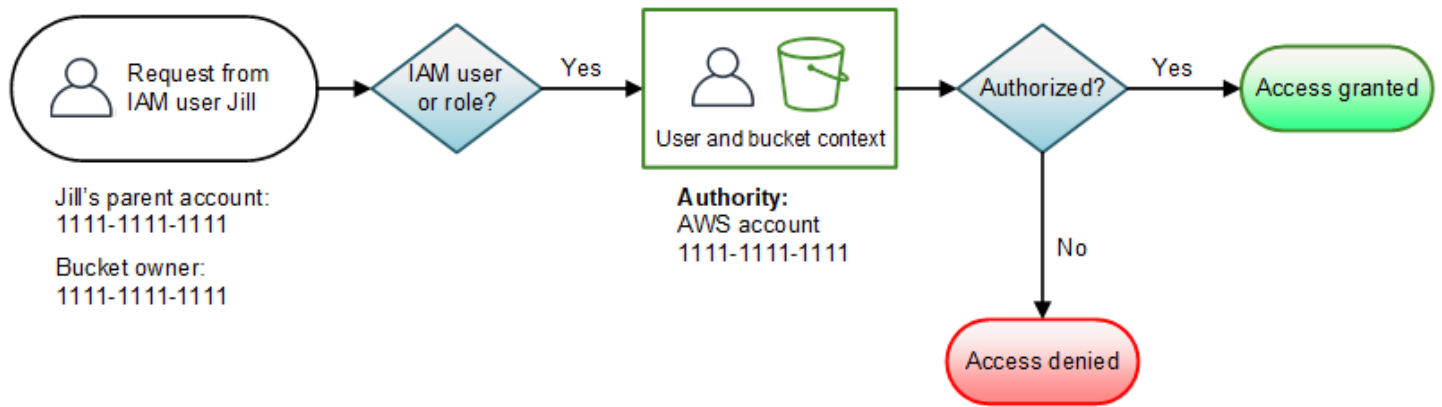 Request from
IAM user Jill
IAM user
or role?
Yes
User and bucket context
Authorized?
Yes
Access granted
Jill's parent account:
1111-1111-1111
Bucket owner:
1111-1111-1111
Authority:
AWS account
1111-1111-1111
No
Access denied